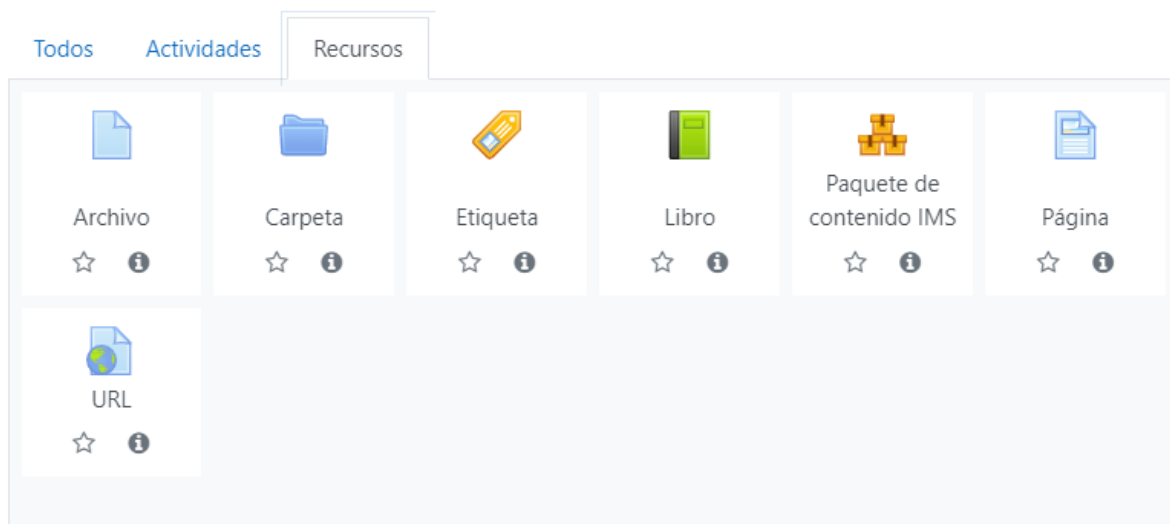 Todos Actividades Recursos
Archivo
Carpeta
Etiqueta
Libro
Paquete de
contenido IMS
Página
URL